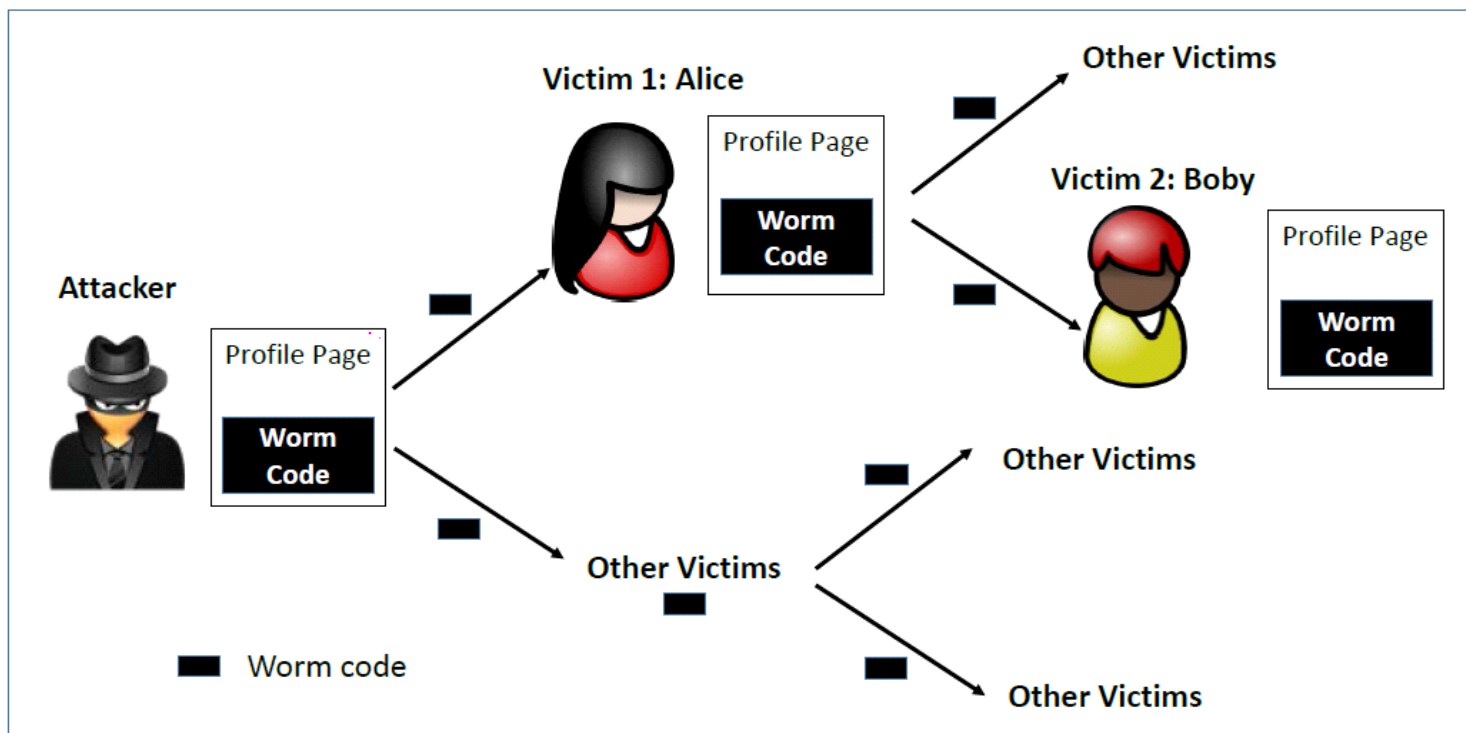 Other Victims
Victim 1: Alice
Profile Page
Worm
Code
Victim 2: Boby
Profile Page
Worm
Code
Attacker
Profile Page
Worm
Code
Other Victims
Other Victims
Worm code
Other Victims